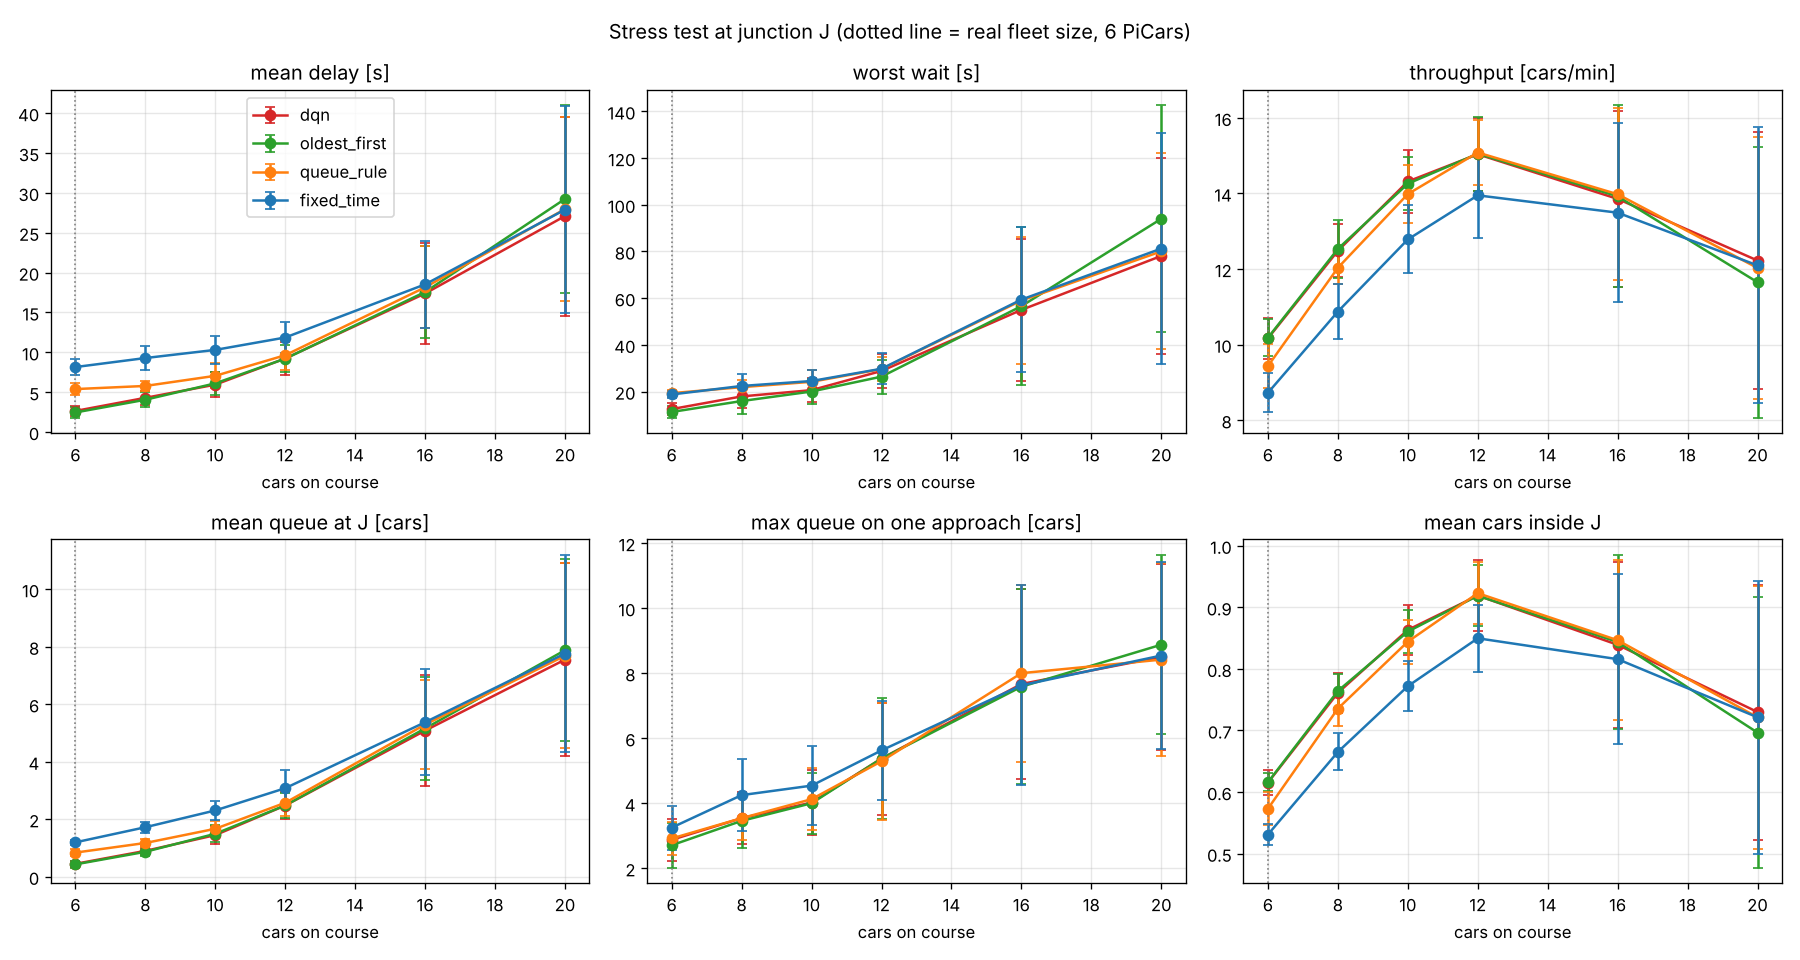 Stress test at junction J (dotted line = real fleet size, 6 PiCars)
mean delay [s]
40
35
30
25
20
15
10
5
0
dqn
oldest_first
queue_rule
fixed_time
6 8 10 12 14 16 18 20
cars on course
worst wait [s]
140
120
100
80
60
40
20
6 8 10 12 14 16 18 20
cars on course
throughput [cars/min]
16
14
12
10
8
6 8 10 12 14 16 18 20
cars on course
mean queue at J [cars]
10
8
6
4
2
0
6 8 10 12 14 16 18 20
cars on course
max queue on one approach [cars]
12
10
8
6
4
2
6 8 10 12 14 16 18 20
cars on course
mean cars inside J
1.0
0.9
0.8
0.7
0.6
0.5
6 8 10 12 14 16 18 20
cars on course